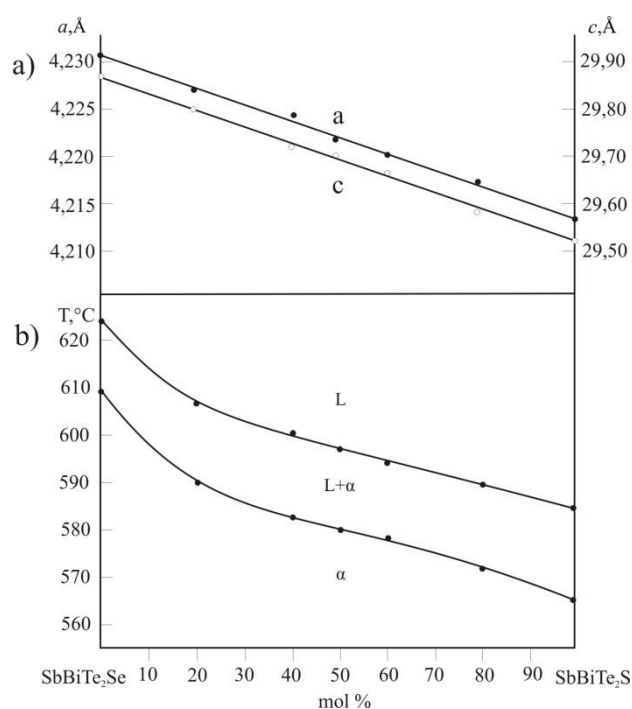 a,Å c,Å
a)
4,230 29,90
4,225 29,80
a
4,220 29,70
c
4,215 29,60
4,210 29,50
T,°C
b)
620
610
L
600
590
L+α
580
α
570
560
SbBiTe₂Se 10 20 30 40 50 60 70 80 90 SbBiTe₂S
mol %